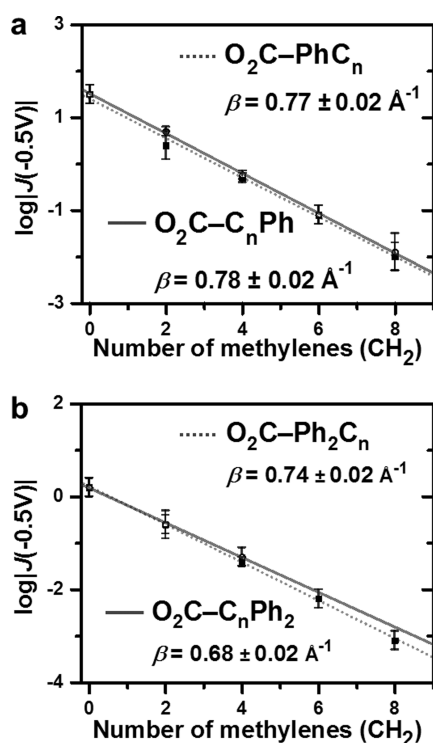 a
3
O₂C–PhCₙ
β = 0.77 ± 0.02 Å⁻¹
1
log|J(-0.5V)|
-1
O₂C–CₙPh
β = 0.78 ± 0.02 Å⁻¹
-3
0 2 4 6 8
Number of methylenes (CH₂)
b
2
O₂C–Ph₂Cₙ
β = 0.74 ± 0.02 Å⁻¹
0
log|J(-0.5V)|
-2
O₂C–CₙPh₂
β = 0.68 ± 0.02 Å⁻¹
-4
0 2 4 6 8
Number of methylenes (CH₂)